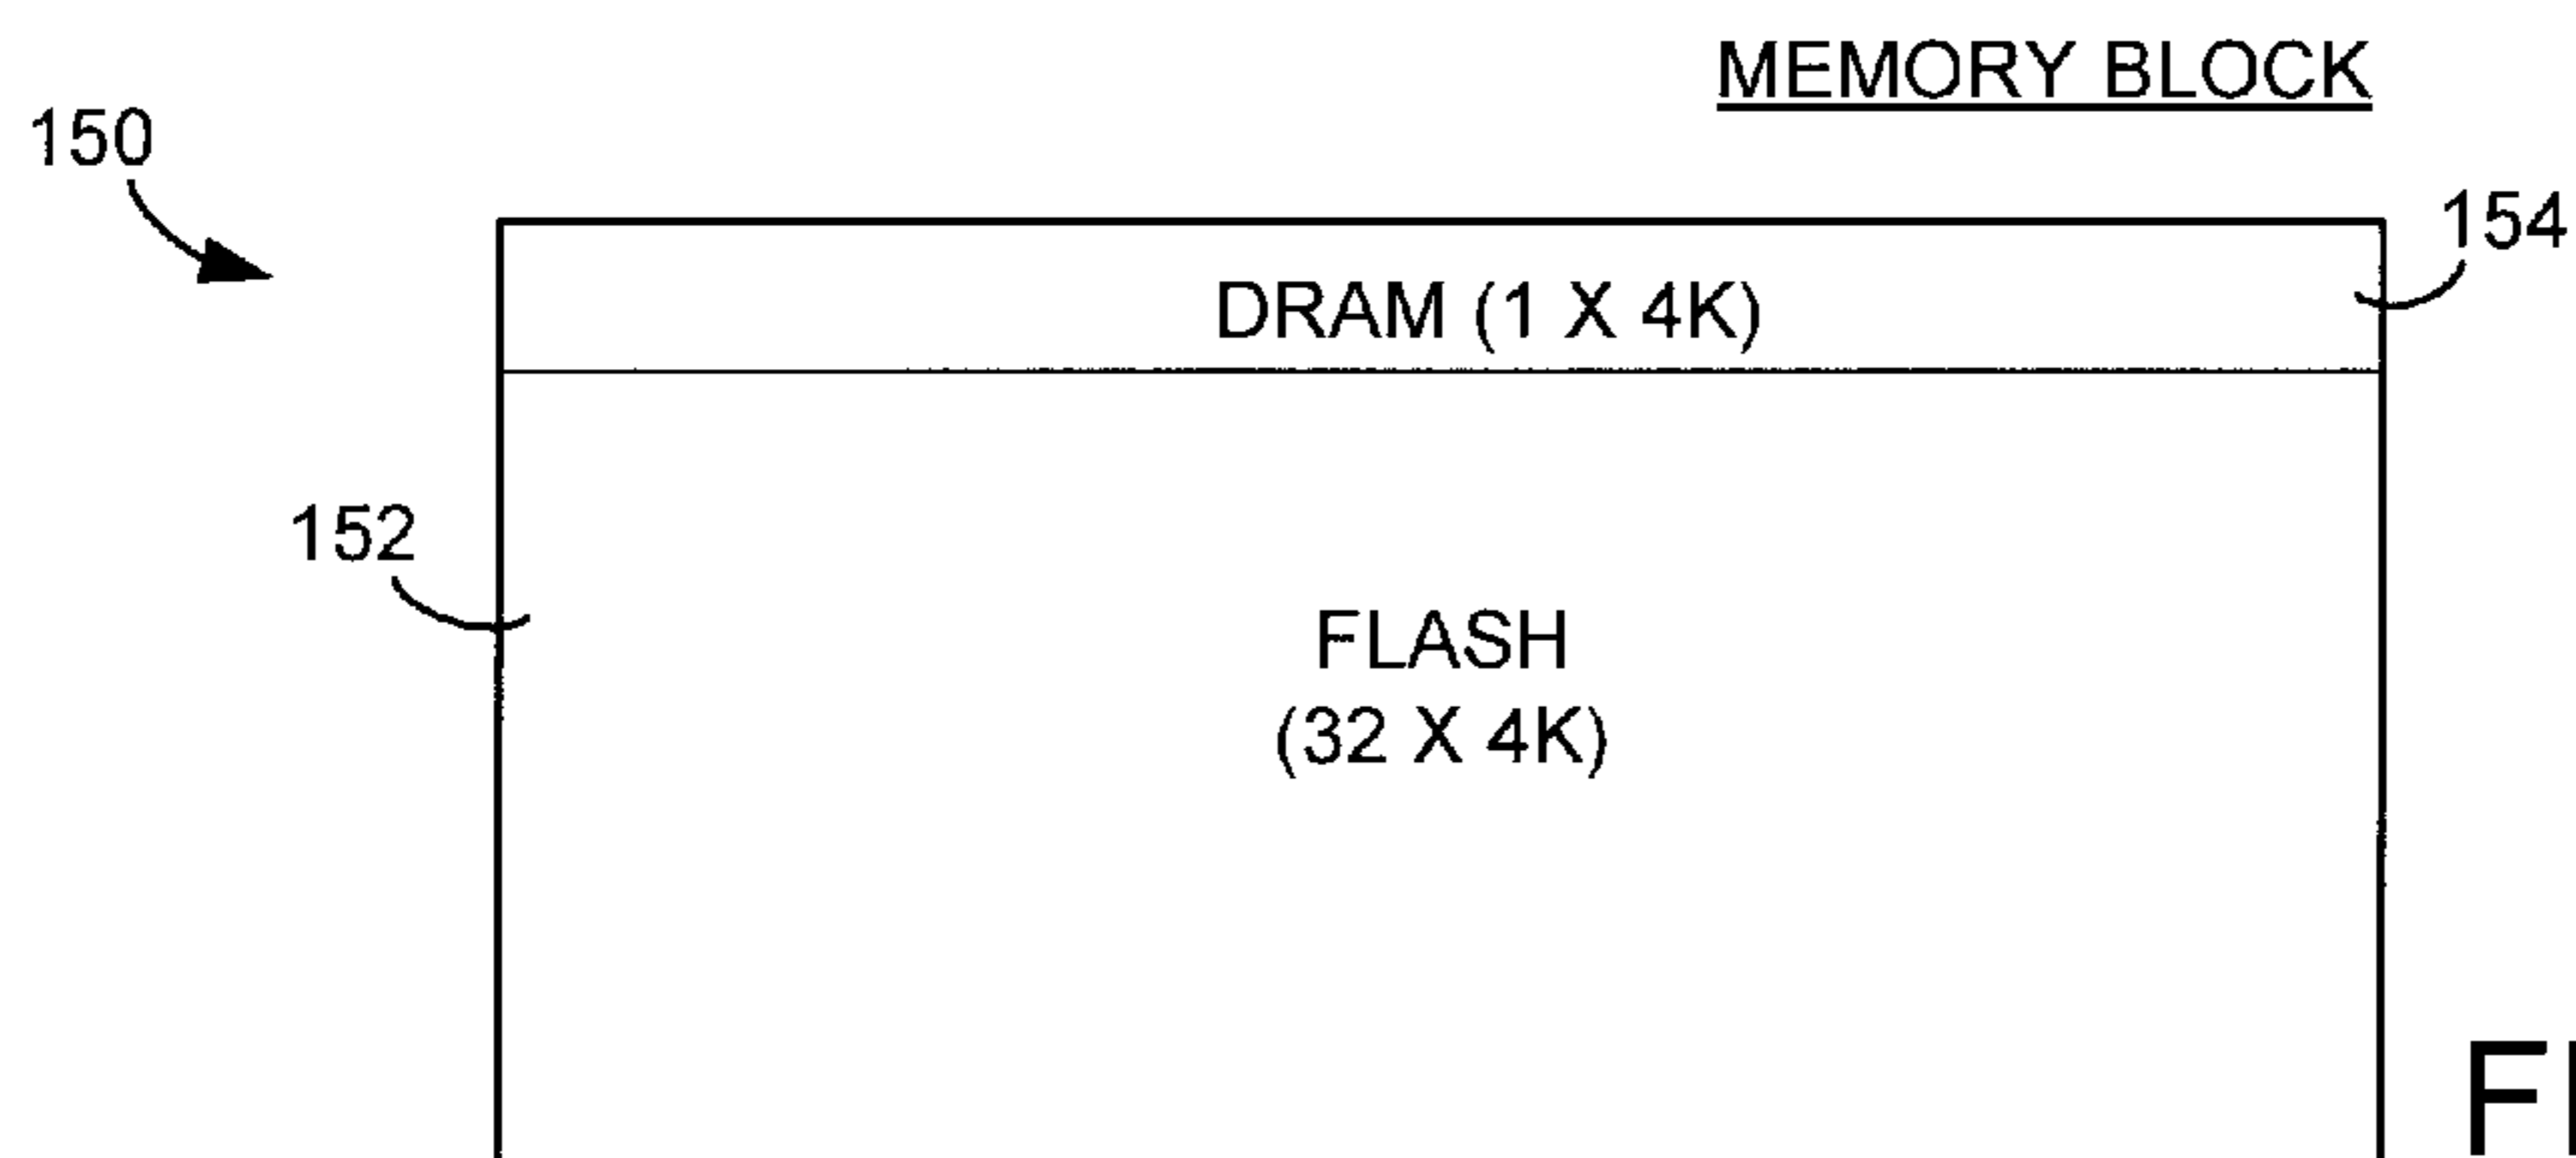 MEMORY BLOCK
150
154
DRAM (1 X 4K)
152
FLASH
(32 X 4K)